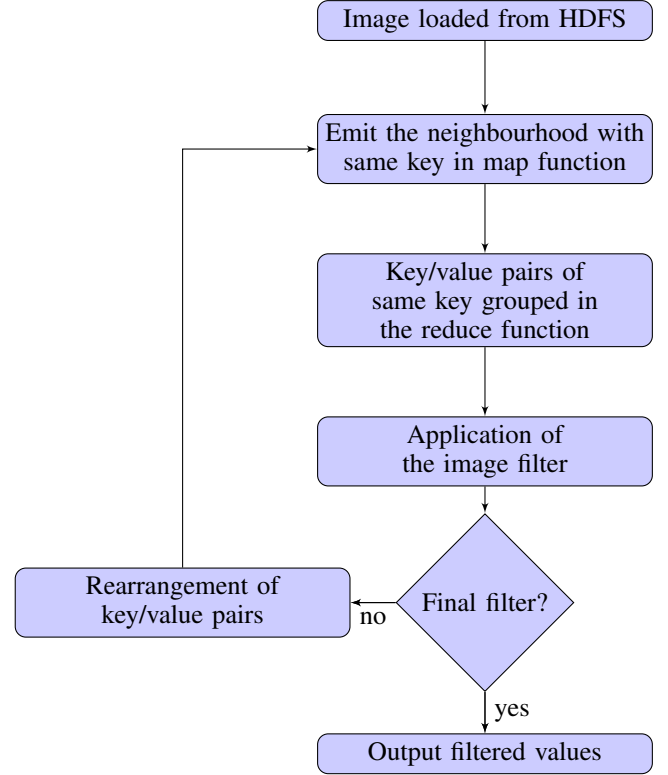 Image loaded from HDFS
Emit the neighbourhood with
same key in map function
Key/value pairs of
same key grouped in
the reduce function
Application of
the image filter
Final filter?
no
Rearrangement of
key/value pairs
yes
Output filtered values